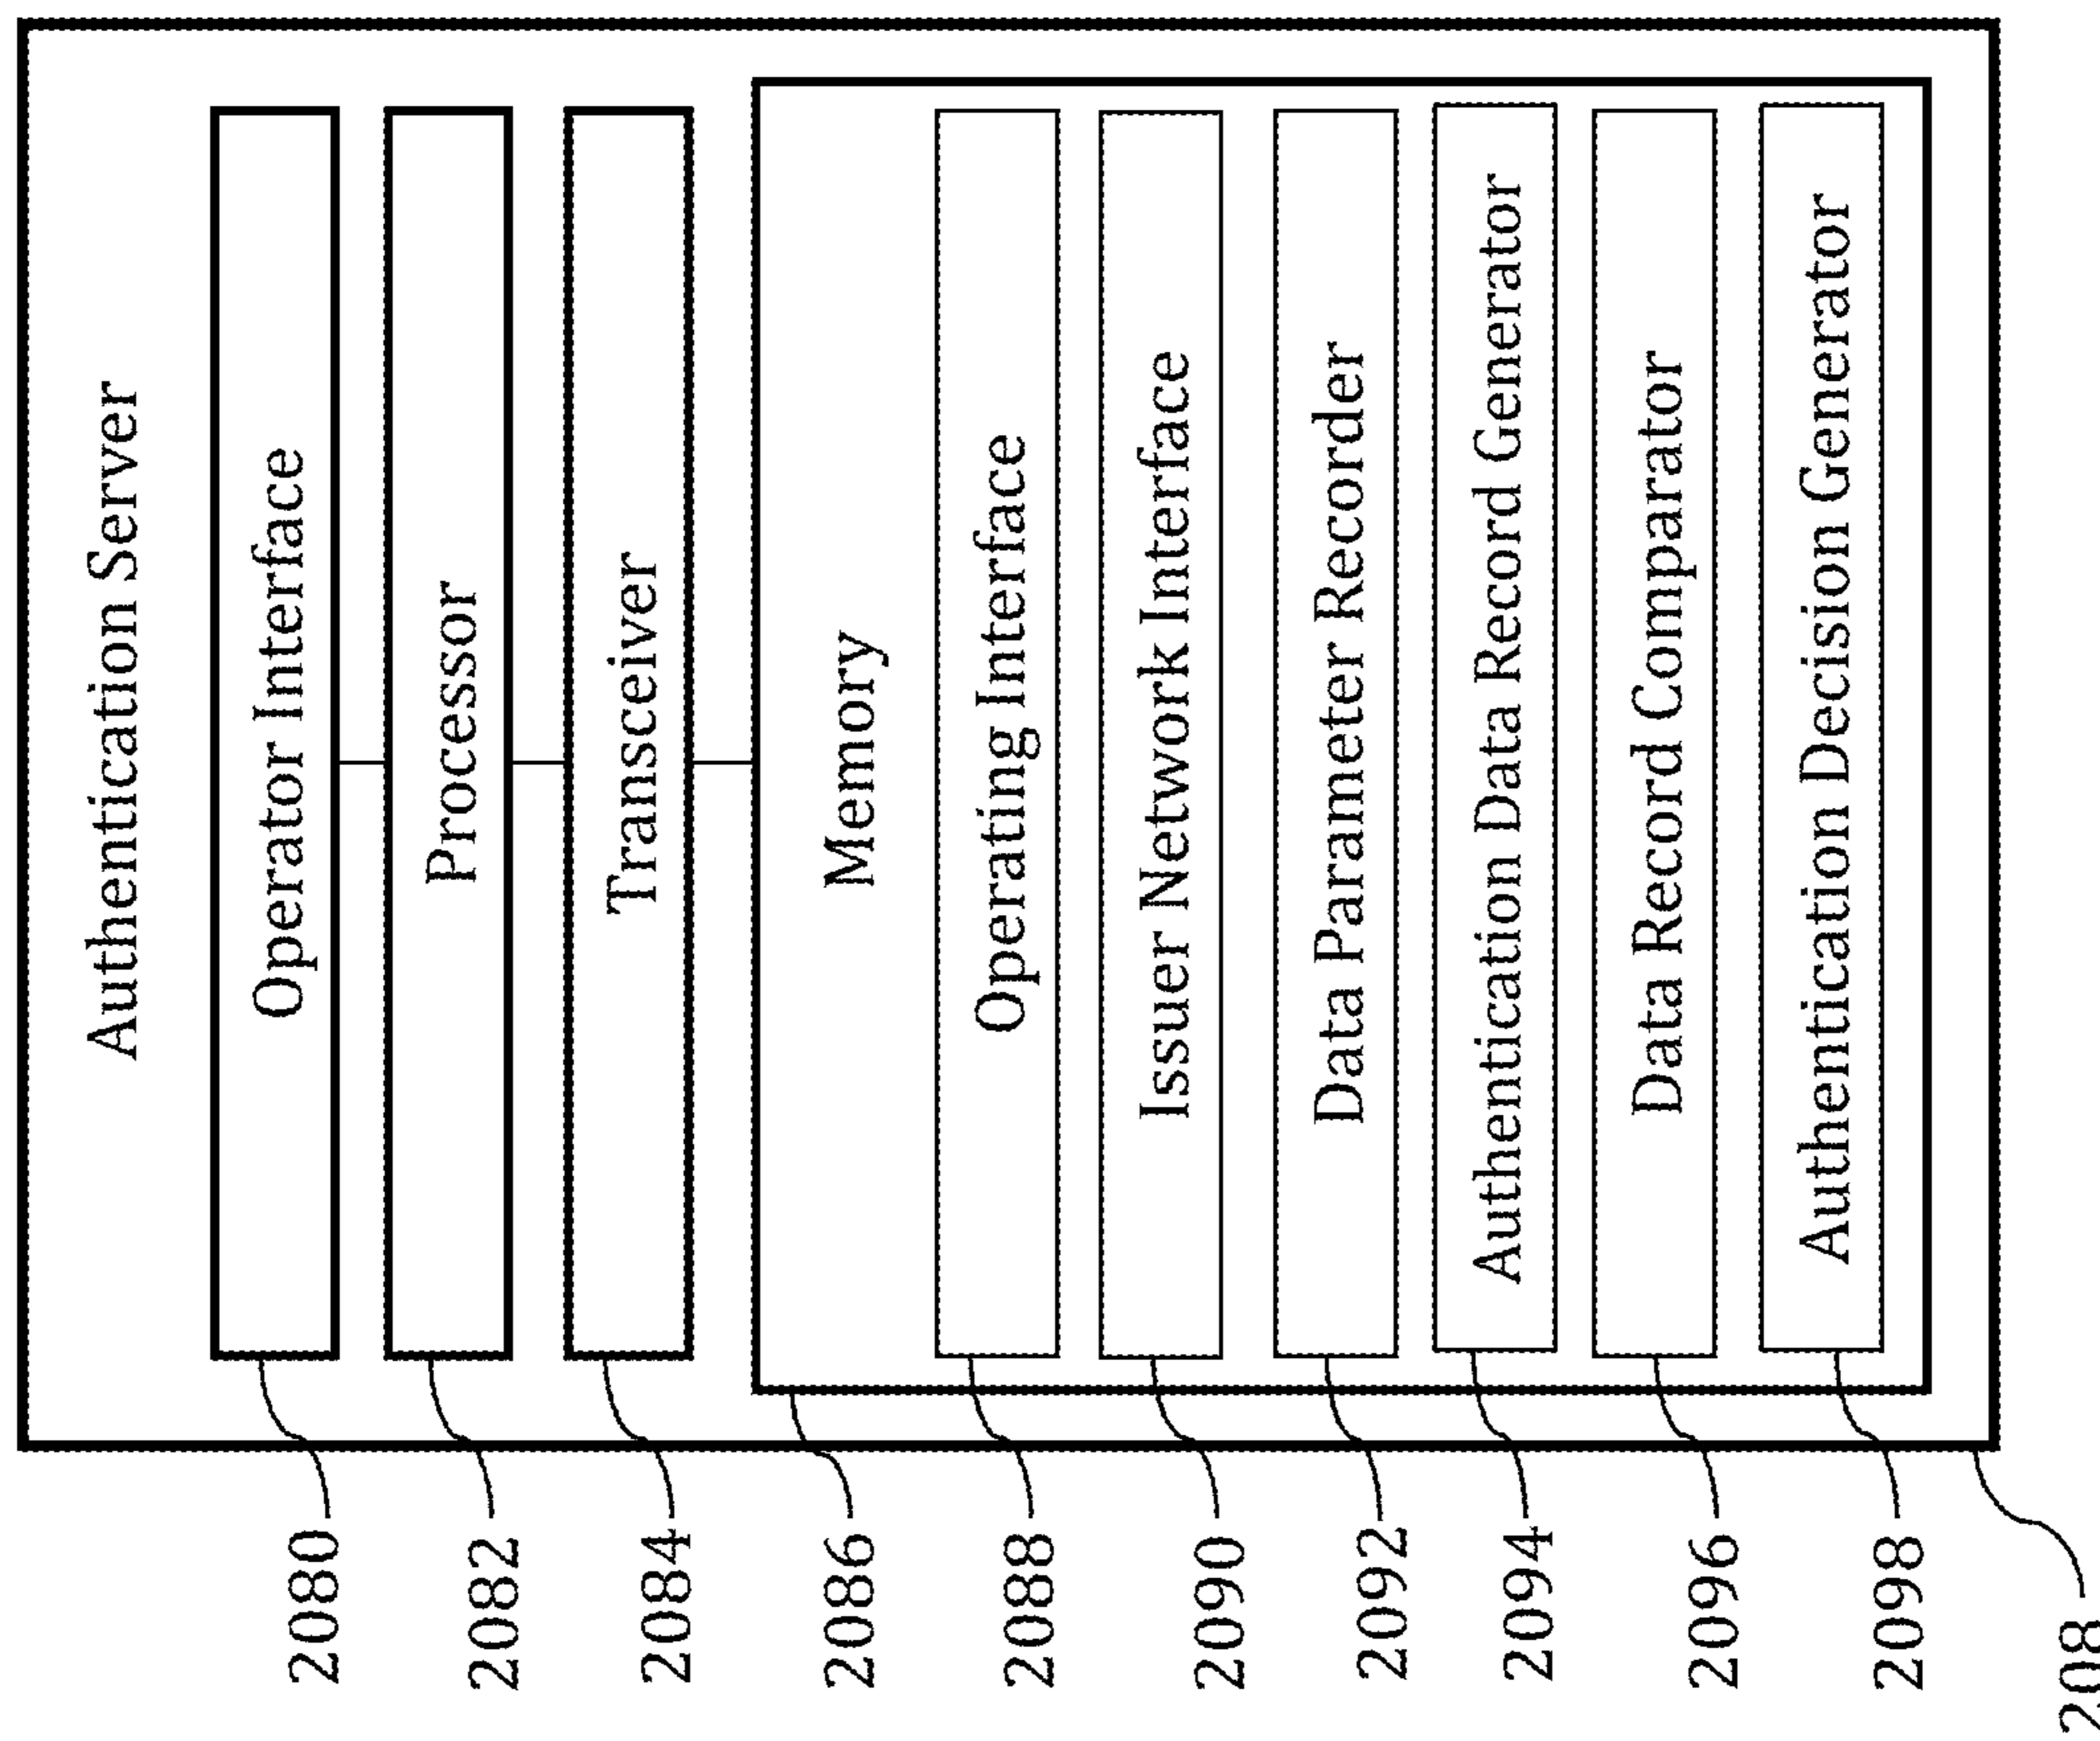 Authentication Server
2080
Operator Interface
2082
Processor
2084
Transceiver
2086
Memory
2088
Operating Interface
2090
Issuer Network Interface
2092
Data Parameter Recorder
2094
Authentication Data Record Generator
2096
Data Record Comparator
2098
Authentication Decision Generator
208